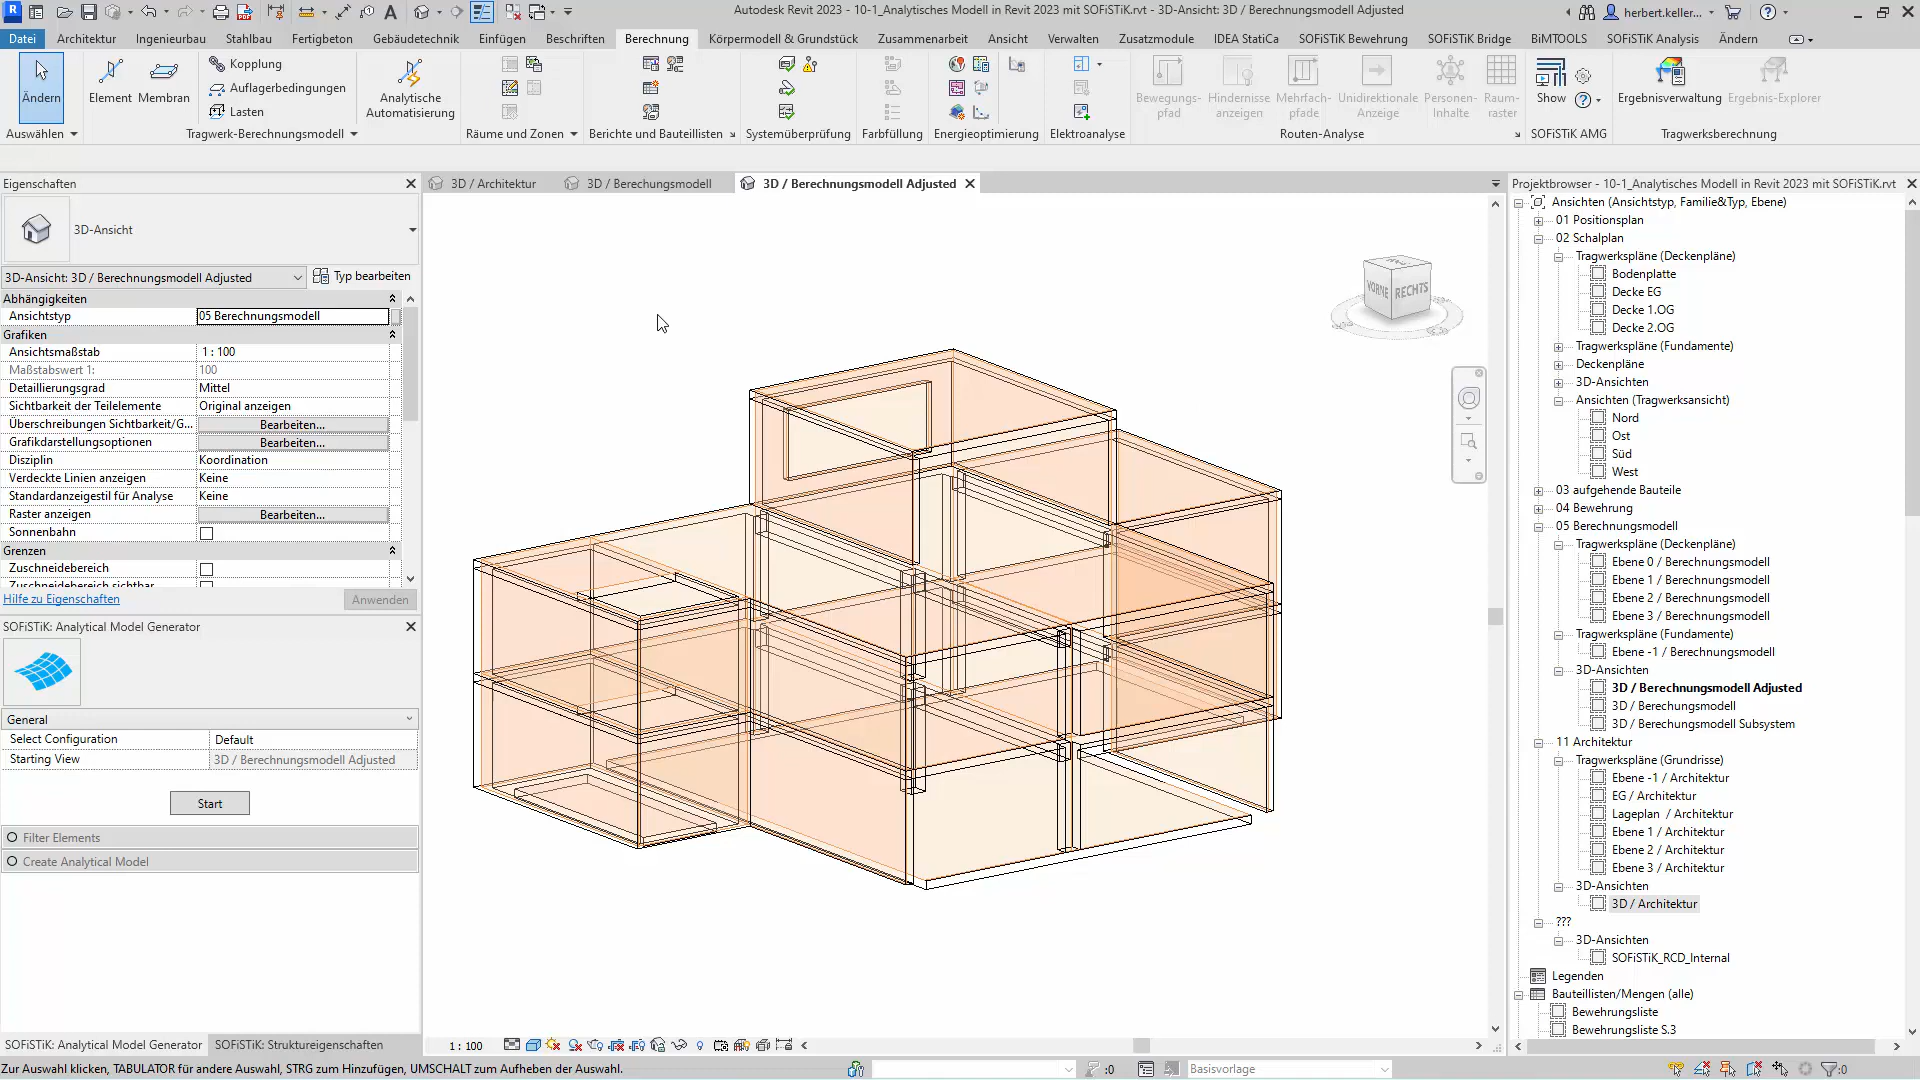 Autodesk Revit 2023 - 10-1_Analytisches Modell in Revit 2023 mit SOFiSTiK.rvt - 3D-Ansicht: 3D / Berechnungsmodell Adjusted
herbert.keller...
Datei Architektur Ingenieurbau Stahlbau Fertigbeton Gebäudetechnik Einfügen Beschriften Berechnung Körpermodell & Grundstück Zusammenarbeit Ansicht Verwalten Zusatzmodule IDEA StatiCa SOFiSTiK Bewehrung SOFiSTiK Bridge BiMTOOLS SOFiSTiK Analysis Ändern
Ändern
Element
Membran
Kopplung
Auflagerbedingungen
Lasten
Analytische
Automatisierung
Bewegungs-
pfad
Hindernisse
anzeigen
Mehrfach-
pfade
Unidirektionale
Anzeige
Personen-
Inhalte
Raum-
raster
Show
Ergebnisverwaltung
Ergebnis-Explorer
Auswählen Tragwerk-Berechnungsmodell Räume und Zonen Berichte und Bauteillisten Systemüberprüfung Farbfüllung Energieoptimierung Elektroanalyse Routen-Analyse SOFiSTiK AMG Tragwerksberechnung
Eigenschaften
3D-Ansicht
3D-Ansicht: 3D / Berechnungsmodell Adjusted Typ bearbeiten
Abhängigkeiten
Ansichtstyp 05 Berechnungsmodell
Grafiken
Ansichtsmaßstab 1 : 100
Maßstabswert 1: 100
Detaillierungsgrad Mittel
Sichtbarkeit der Teilelemente Original anzeigen
Überschreibungen Sichtbarkeit/G... Bearbeiten...
Grafikdarstellungsoptionen Bearbeiten...
Disziplin Koordination
Verdeckte Linien anzeigen Keine
Standardanzeigestil für Analyse Keine
Raster anzeigen Bearbeiten...
Sonnenbahn
Grenzen
Zuschneidebereich
Zuschneidebereich sichtbar
Hilfe zu Eigenschaften Anwenden
SOFiSTiK: Analytical Model Generator
General
Select Configuration Default
Starting View 3D / Berechnungsmodell Adjusted
Start
Filter Elements
Create Analytical Model
SOFiSTiK: Analytical Model Generator SOFiSTiK: Struktureigenschaften
3D / Architektur 3D / Berechungsmodell 3D / Berechnungsmodell Adjusted
VORNE RECHTS
1 : 100
Projektbrowser - 10-1_Analytisches Modell in Revit 2023 mit SOFiSTiK.rvt
Ansichten (Ansichtstyp, Familie&Typ, Ebene)
01 Positionsplan
02 Schalplan
Tragwerkspläne (Deckenpläne)
Bodenplatte
Decke EG
Decke 1.OG
Decke 2.OG
Tragwerkspläne (Fundamente)
Deckenpläne
3D-Ansichten
Ansichten (Tragwerksansicht)
Nord
Ost
Süd
West
03 aufgehende Bauteile
04 Bewehrung
05 Berechnungsmodell
Tragwerkspläne (Deckenpläne)
Ebene 0 / Berechnungsmodell
Ebene 1 / Berechnungsmodell
Ebene 2 / Berechnungsmodell
Ebene 3 / Berechnungsmodell
Tragwerkspläne (Fundamente)
Ebene -1 / Berechnungsmodell
3D-Ansichten
3D / Berechnungsmodell Adjusted
3D / Berechungsmodell
3D / Berechnungsmodell Subsystem
11 Architektur
Tragwerkspläne (Grundrisse)
Ebene -1 / Architektur
EG / Architektur
Lageplan / Architektur
Ebene 1 / Architektur
Ebene 2 / Architektur
Ebene 3 / Architektur
3D-Ansichten
3D / Architektur
???
3D-Ansichten
SOFiSTiK_RCD_Internal
Legenden
Bauteillisten/Mengen (alle)
Bewehrungsliste
Bewehrungsliste S.3
Zur Auswahl klicken, TABULATOR für andere Auswahl, STRG zum Hinzufügen, UMSCHALT zum Aufheben der Auswahl.
:0
Basisvorlage
:0